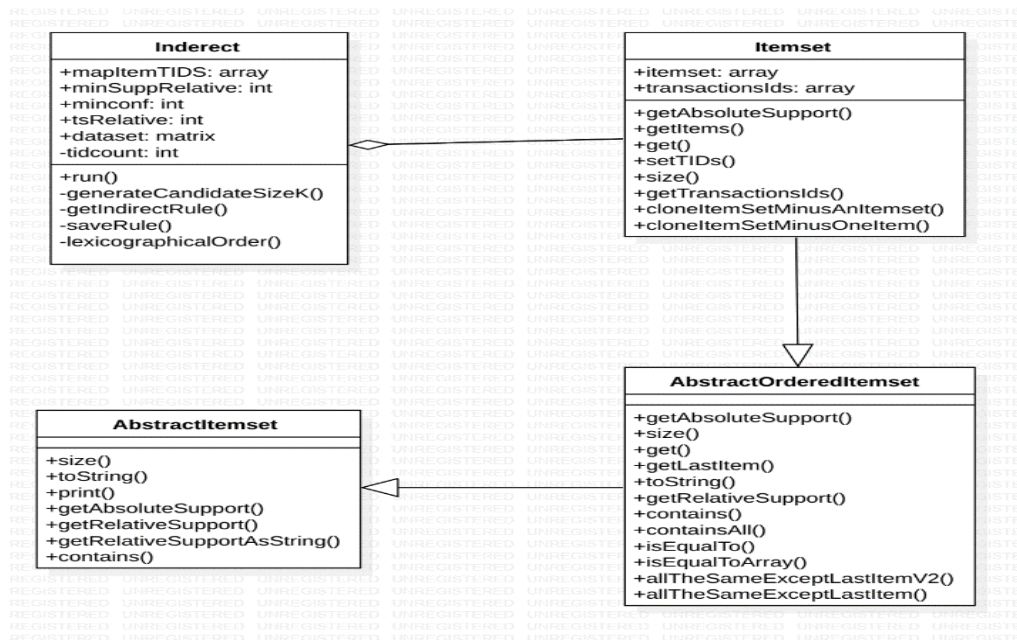 Inderect
+mapItemTIDS: array
+minSuppRelative: int
+minconf: int
+tsRelative: int
+dataset: matrix
-tidcount: int
+run()
-generateCandidateSizeK()
-getIndirectRule()
-saveRule()
-lexicographicalOrder()
Itemset
+itemset: array
+transactionsIds: array
+getAbsoluteSupport()
+getItems()
+get()
+setTIDs()
+size()
+getTransactionsIds()
+cloneItemSetMinusAnItemset()
+cloneItemSetMinusOneItem()
AbstractItemset
+size()
+toString()
+print()
+getAbsoluteSupport()
+getRelativeSupport()
+getRelativeSupportAsString()
+contains()
AbstractOrderedItemset
+getAbsoluteSupport()
+size()
+get()
+getLastItem()
+toString()
+getRelativeSupport()
+contains()
+containsAll()
+isEqualTo()
+isEqualToArray()
+allTheSameExceptLastItemV2()
+allTheSameExceptLastItem()
UNREGISTERED